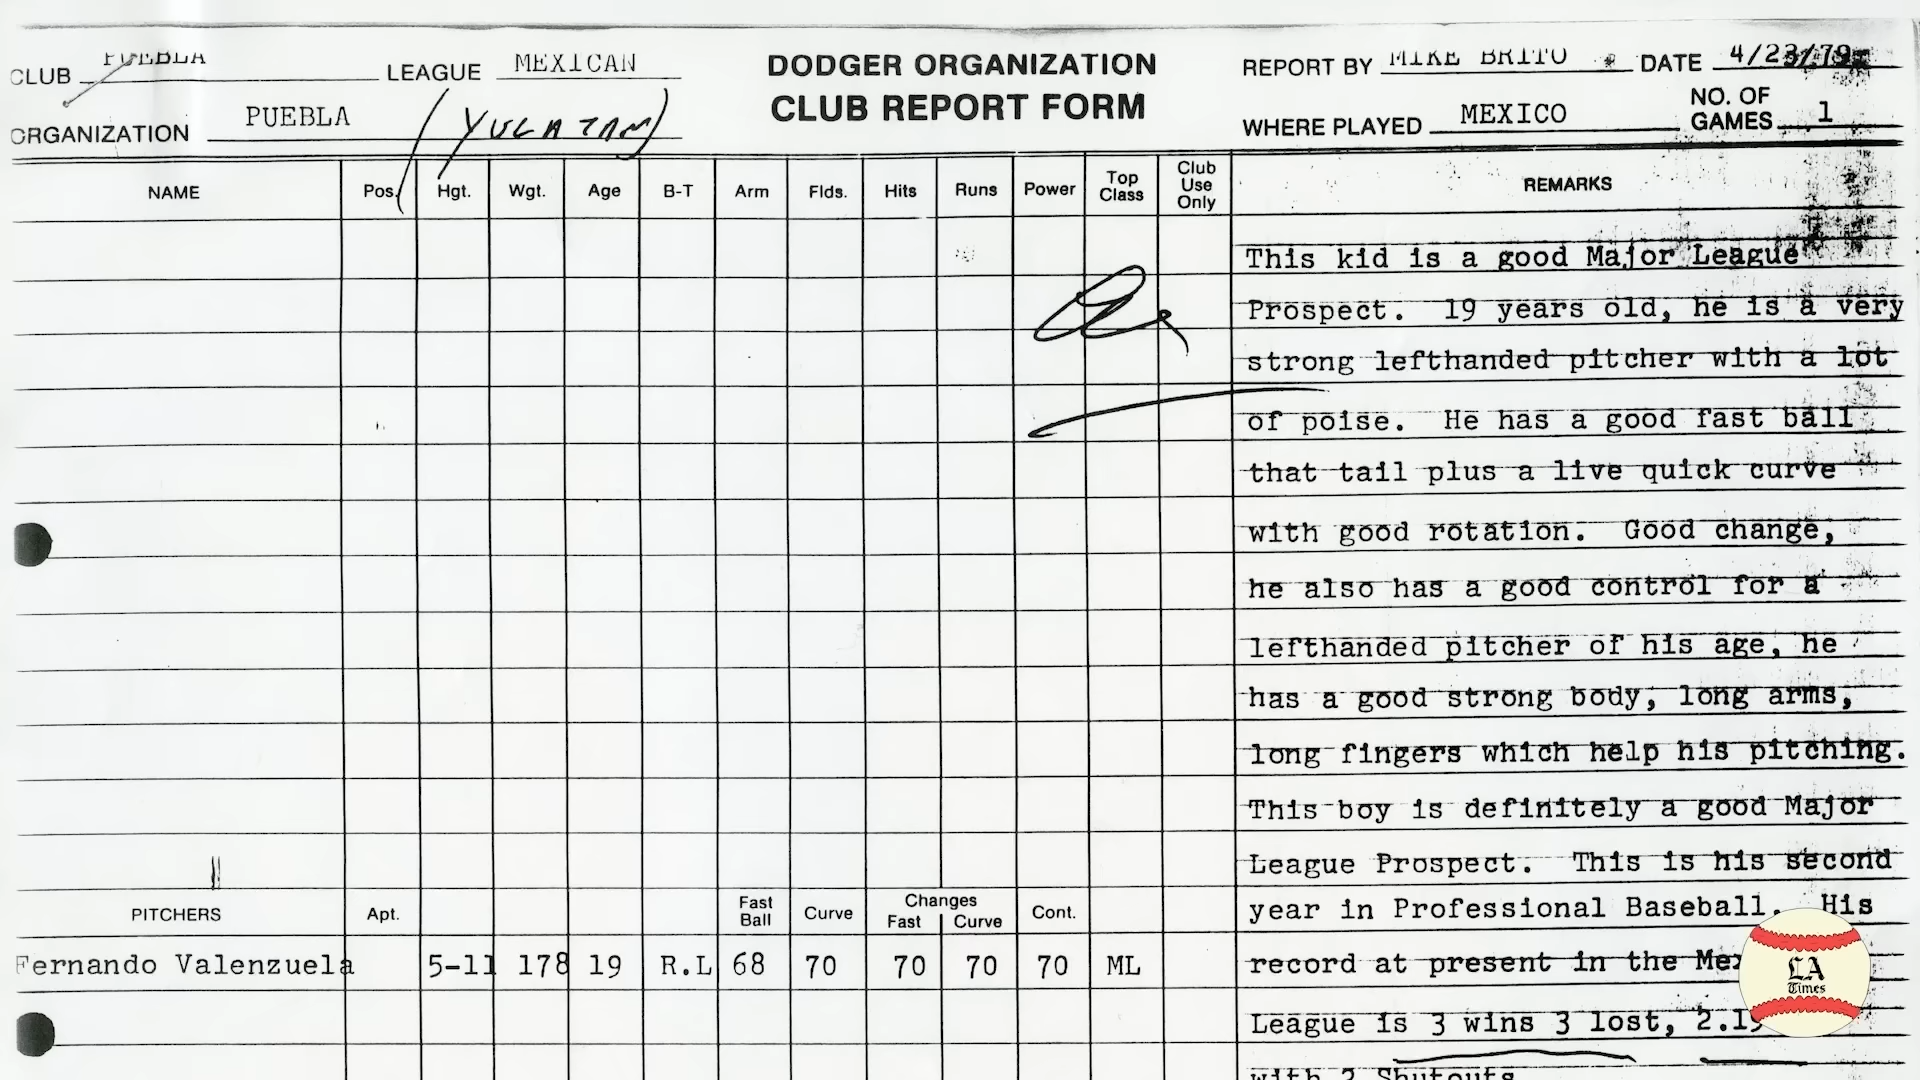 CLUB PUEBLA LEAGUE MEXICAN DODGER ORGANIZATION REPORT BY MIKE BRITO DATE 4/23/79
ORGANIZATION PUEBLA (YUCATAN) CLUB REPORT FORM WHERE PLAYED MEXICO NO. OF GAMES 1
NAME Pos. Hgt. Wgt. Age B-T Arm Flds. Hits Runs Power Top Class Club Use Only REMARKS
This kid is a good Major League
Prospect. 19 years old, he is a very
strong lefthanded pitcher with a lot
of poise. He has a good fast ball
that tail plus a live quick curve
with good rotation. Good change,
he also has a good control for a
lefthanded pitcher of his age, he
has a good strong body, long arms,
long fingers which help his pitching.
This boy is definitely a good Major
League Prospect. This is his second
year in Professional Baseball. His
PITCHERS Apt. Fast Ball Curve Changes Fast Curve Cont.
Fernando Valenzuela 5-11 178 19 R.L 68 70 70 70 70 ML
record at present in the
League is 3 wins 3 lost, 2.19
with 2 Shutouts
LA
Times